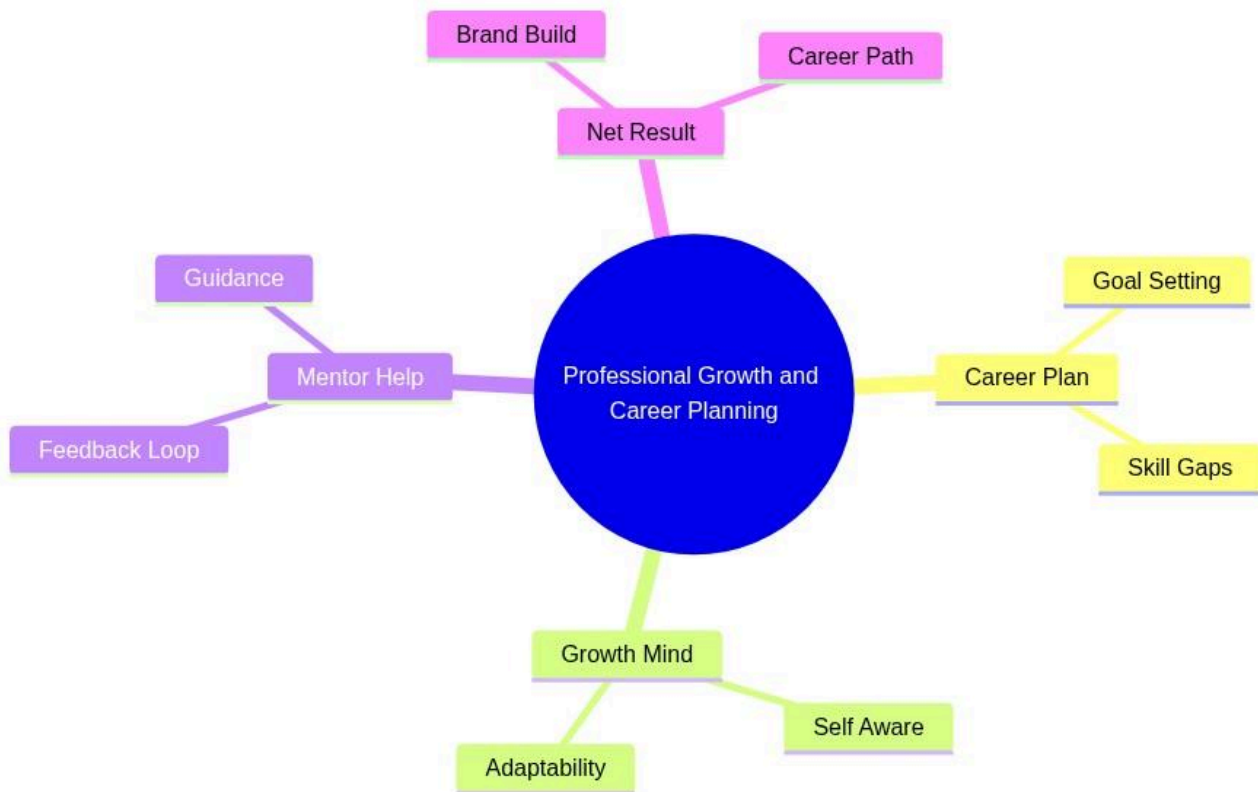 Brand Build
Career Path
Net Result
Guidance
Goal Setting
Mentor Help
Professional Growth and
Career Planning
Career Plan
Feedback Loop
Skill Gaps
Growth Mind
Self Aware
Adaptability